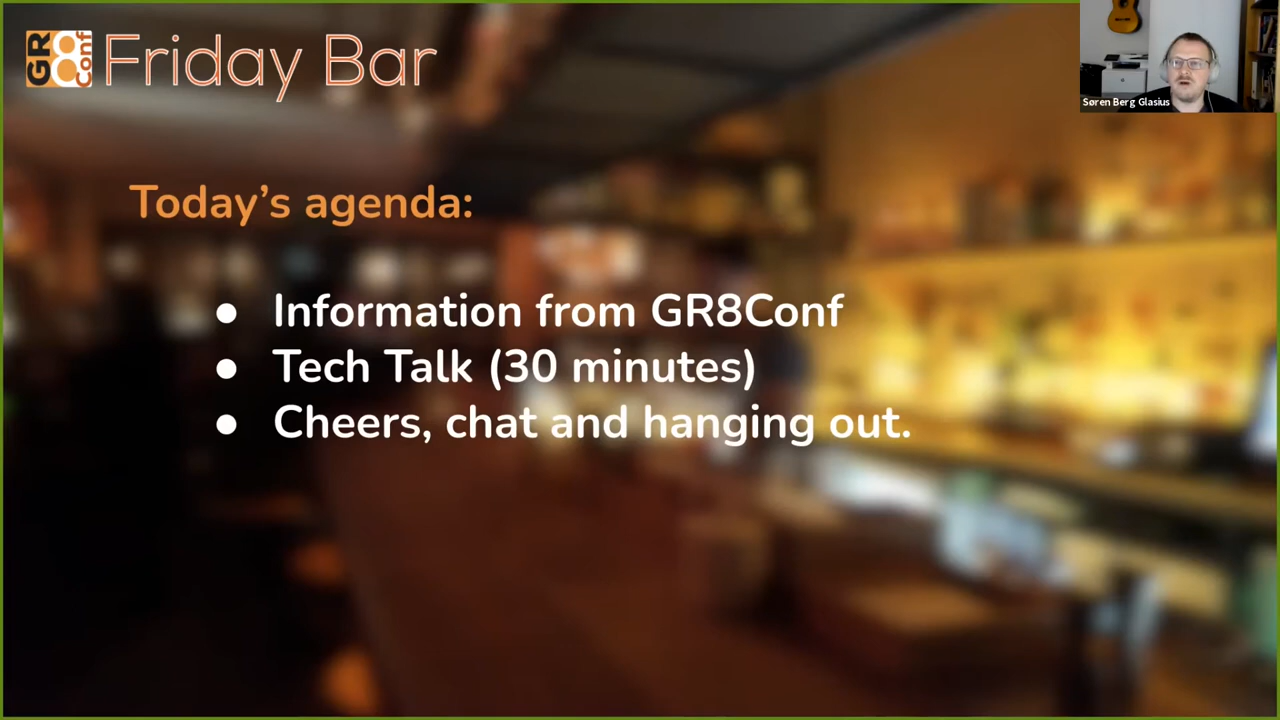 GR8Conf Friday Bar
Søren Berg Glasius
Today's agenda:
● Information from GR8Conf
● Tech Talk (30 minutes)
● Cheers, chat and hanging out.